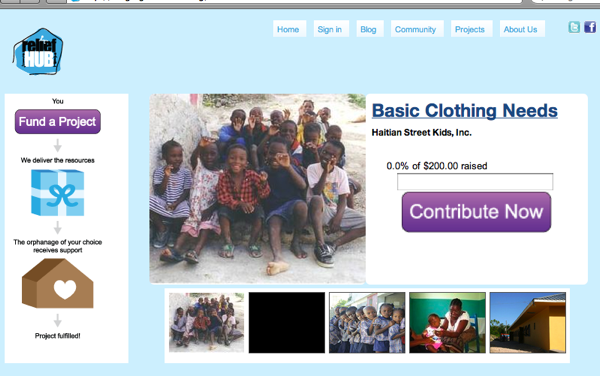 Home
Sign in
Blog
Community
Projects
About Us
relief
HUB
You
Fund a Project
We deliver the resources
The orphanage of your choice
receives support
Project fulfilled!
Basic Clothing Needs
Haitian Street Kids, Inc.
0.0% of $200.00 raised
Contribute Now